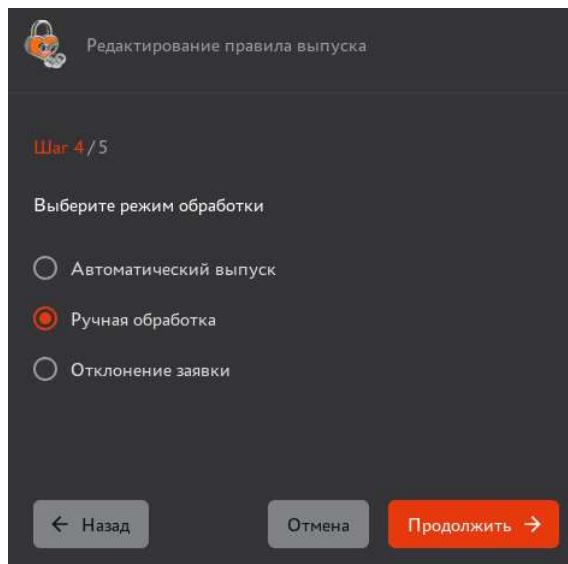 Редактирование правила выпуска
Шаг 4/5
Выберите режим обработки
Автоматический выпуск
Ручная обработка
Отклонение заявки
← Назад
Отмена
Продолжить →